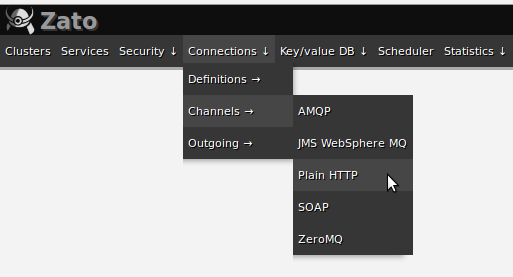 Zato
Clusters Services Security ↓ Connections ↓ Key/value DB ↓ Scheduler Statistics ↓
Definitions →
Channels → AMQP
Outgoing → JMS WebSphere MQ
Plain HTTP
SOAP
ZeroMQ